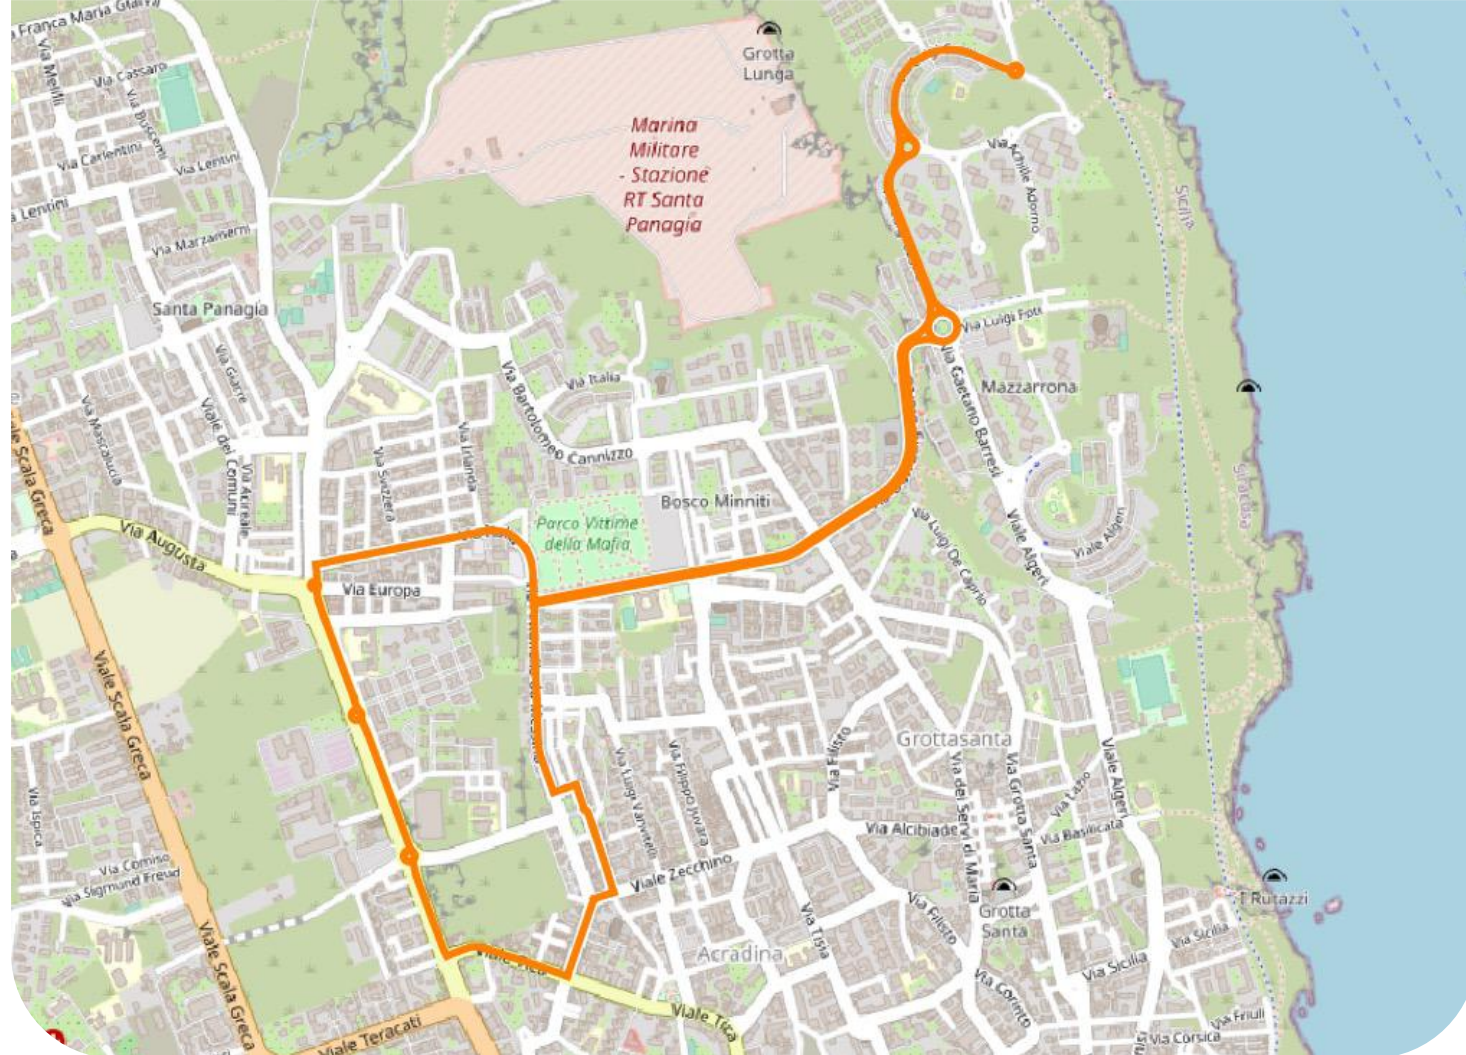 Franca Maria Gianni
Grotta
Lunga
Via Melilli
Via Cassaro
Via Buscemi
Marina
Militare
- Stazione
RT Santa
Panagia
Via Carlentini
Via Lentini
Lentini
Via Achille Adorno
Sicilia
Via Marzamemi
Santa Panagia
Via Luigi Foti
Via Giarre
Via Bartolomeo Cannizzo
Via Italia
Via Gaetano Barresi
Mazzarrona
Via Mascalucia
Viale dei Comuni
Viale Scala Greca
Via Acireale
Via Svizzera
Via Irlanda
Siracusa
Bosco Minniti
Parco Vittime
della Mafia
Via Augusta
Via Luigi De Caprio
Viale Algeri
Viale Algeri
Via Europa
Viale Scala Greca
Grottasanta
Via Filisto
Via Luigi Vanvitelli
Via Filippo Juvara
Via dei Servi di Maria
Via Grotta Santa
Via Lazio
Viale Algeri
Via Ispica
Via Alcibiade
Via Basilicata
Via Comiso
Via Sigmund Freud
Viale Zecchino
Via Filisto
Grotta
Santa
I Rutazzi
Viale Scala Greca
Acradina
Via Tisia
Via Sicilia
Via Sicilia
Via Corinto
Viale Tica
Via Friuli
Viale Teracati
Via Corsica